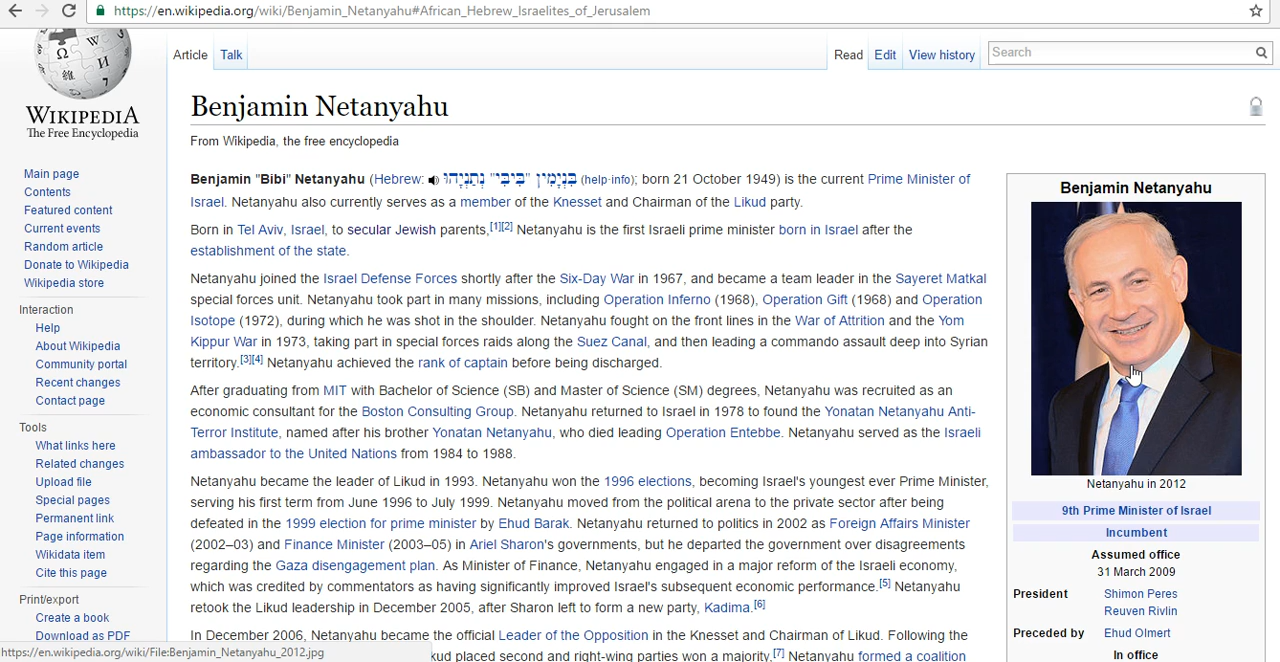 https://en.wikipedia.org/wiki/Benjamin_Netanyahu#African_Hebrew_Israelites_of_Jerusalem
WIKIPEDIA
The Free Encyclopedia
Main page
Contents
Featured content
Current events
Random article
Donate to Wikipedia
Wikipedia store
Interaction
Help
About Wikipedia
Community portal
Recent changes
Contact page
Tools
What links here
Related changes
Upload file
Special pages
Permanent link
Page information
Wikidata item
Cite this page
Print/export
Create a book
Download as PDF
Article Talk
Read Edit View history Search
Benjamin Netanyahu
From Wikipedia, the free encyclopedia
Benjamin "Bibi" Netanyahu (Hebrew: בִּנְיָמִין "בִּיבִּי" נְתַנְיָהוּ (help·info); born 21 October 1949) is the current Prime Minister of
Israel. Netanyahu also currently serves as a member of the Knesset and Chairman of the Likud party.
Born in Tel Aviv, Israel, to secular Jewish parents,[1][2] Netanyahu is the first Israeli prime minister born in Israel after the
establishment of the state.
Netanyahu joined the Israel Defense Forces shortly after the Six-Day War in 1967, and became a team leader in the Sayeret Matkal
special forces unit. Netanyahu took part in many missions, including Operation Inferno (1968), Operation Gift (1968) and Operation
Isotope (1972), during which he was shot in the shoulder. Netanyahu fought on the front lines in the War of Attrition and the Yom
Kippur War in 1973, taking part in special forces raids along the Suez Canal, and then leading a commando assault deep into Syrian
territory.[3][4] Netanyahu achieved the rank of captain before being discharged.
After graduating from MIT with Bachelor of Science (SB) and Master of Science (SM) degrees, Netanyahu was recruited as an
economic consultant for the Boston Consulting Group. Netanyahu returned to Israel in 1978 to found the Yonatan Netanyahu Anti-
Terror Institute, named after his brother Yonatan Netanyahu, who died leading Operation Entebbe. Netanyahu served as the Israeli
ambassador to the United Nations from 1984 to 1988.
Netanyahu became the leader of Likud in 1993. Netanyahu won the 1996 elections, becoming Israel's youngest ever Prime Minister,
serving his first term from June 1996 to July 1999. Netanyahu moved from the political arena to the private sector after being
defeated in the 1999 election for prime minister by Ehud Barak. Netanyahu returned to politics in 2002 as Foreign Affairs Minister
(2002–03) and Finance Minister (2003–05) in Ariel Sharon's governments, but he departed the government over disagreements
regarding the Gaza disengagement plan. As Minister of Finance, Netanyahu engaged in a major reform of the Israeli economy,
which was credited by commentators as having significantly improved Israel's subsequent economic performance.[5] Netanyahu
retook the Likud leadership in December 2005, after Sharon left to form a new party, Kadima.[6]
In December 2006, Netanyahu became the official Leader of the Opposition in the Knesset and Chairman of Likud. Following the
kud placed second and right-wing parties won a majority,[7] Netanyahu formed a coalition
Benjamin Netanyahu
Netanyahu in 2012
9th Prime Minister of Israel
Incumbent
Assumed office
31 March 2009
President Shimon Peres
Reuven Rivlin
Preceded by Ehud Olmert
In office
https://en.wikipedia.org/wiki/File:Benjamin_Netanyahu_2012.jpg